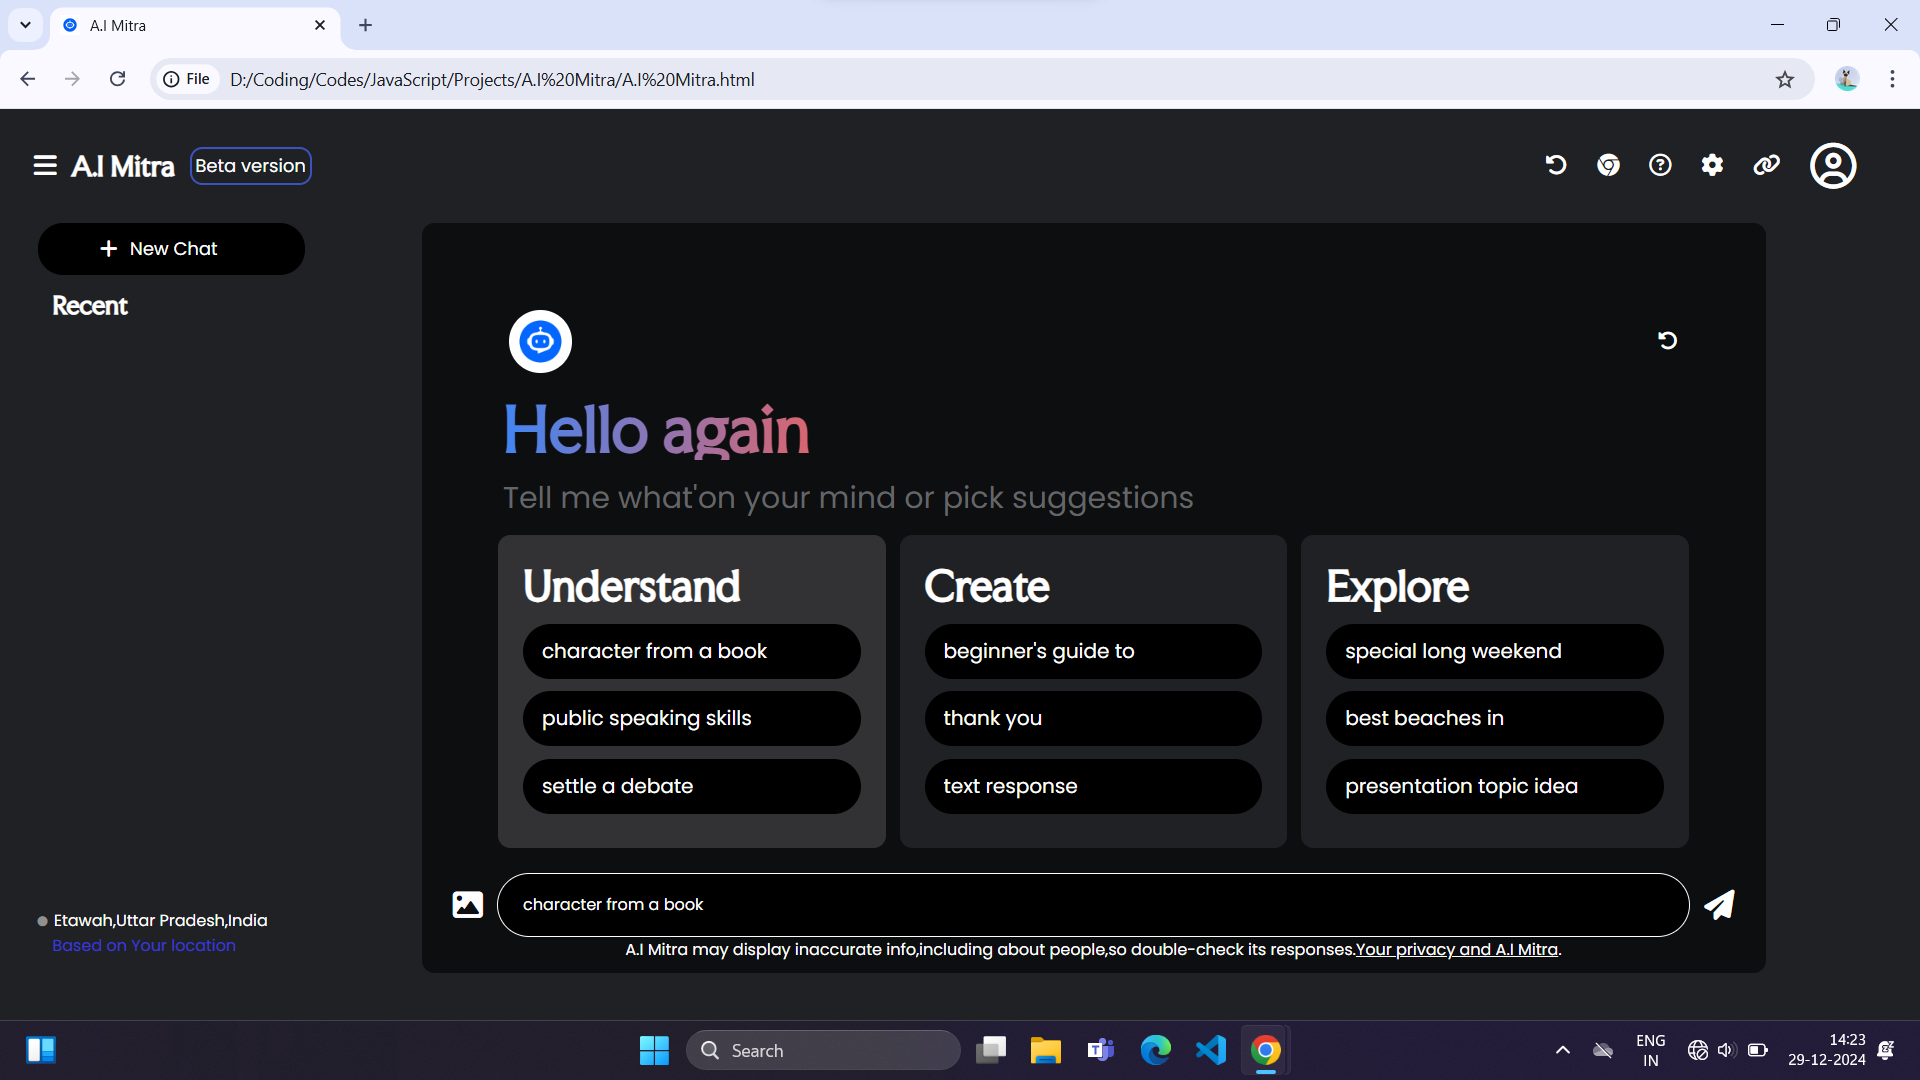 A.I Mitra
File
D:/Coding/Codes/JavaScript/Projects/A.I%20Mitra/A.I%20Mitra.html
A.I Mitra
Beta version
New Chat
Recent
Hello again
Tell me what'on your mind or pick suggestions
Understand
character from a book
public speaking skills
settle a debate
Create
beginner's guide to
thank you
text response
Explore
special long weekend
best beaches in
presentation topic idea
character from a book
A.I Mitra may display inaccurate info,including about people,so double-check its responses.Your privacy and A.I Mitra.
Etawah,Uttar Pradesh,India
Based on Your location
Search
ENG
IN
14:23
29-12-2024